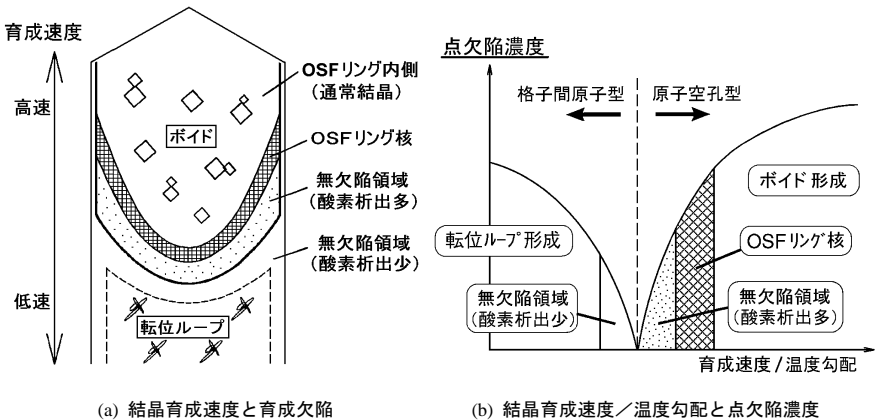 育成速度
高速
低速
OSFリング内側
(通常結晶)
ボイド
OSFリング核
無欠陥領域
(酸素析出多)
無欠陥領域
(酸素析出少)
転位ループ
(a) 結晶育成速度と育成欠陥
点欠陥濃度
格子間原子型
原子空孔型
ボイド形成
転位ループ形成
OSFリング核
無欠陥領域
(酸素析出少)
無欠陥領域
(酸素析出多)
育成速度/温度勾配
(b) 結晶育成速度／温度勾配と点欠陥濃度